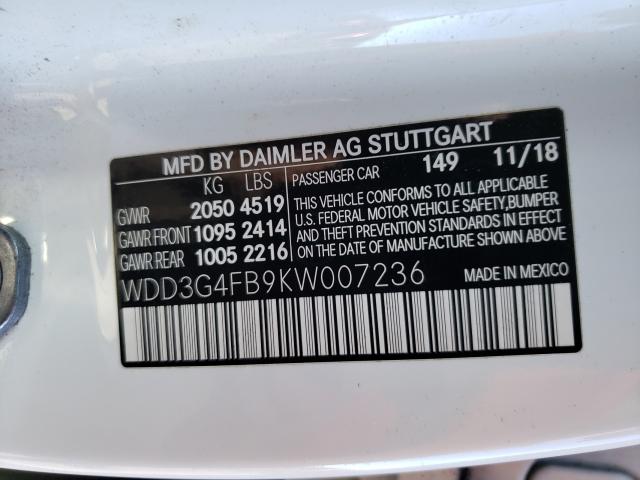 MFD BY DAIMLER AG STUTTGART
KG LBS PASSENGER CAR 149 11/18
GVWR 2050 4519
GAWR FRONT 1095 2414
GAWR REAR 1005 2216
THIS VEHICLE CONFORMS TO ALL APPLICABLE
U.S. FEDERAL MOTOR VEHICLE SAFETY,BUMPER
AND THEFT PREVENTION STANDARDS IN EFFECT
ON THE DATE OF MANUFACTURE SHOWN ABOVE.
WDD3G4FB9KW007236 MADE IN MEXICO